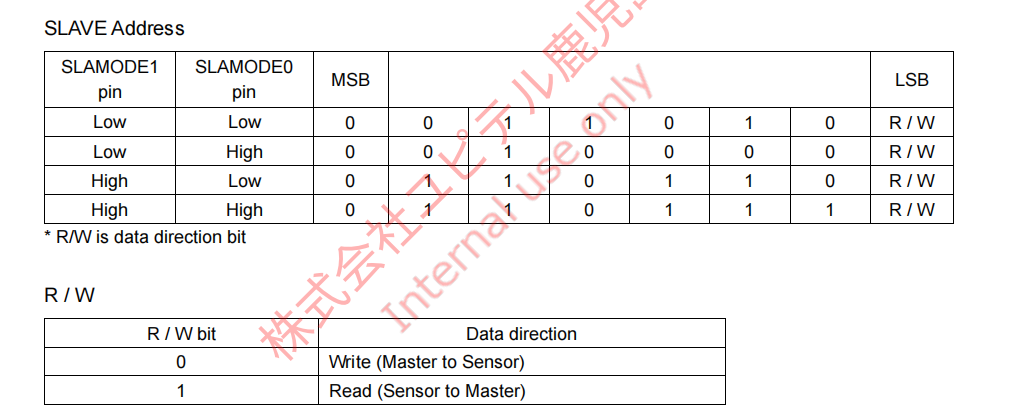 SLAVE Address
SLAMODE1 pin SLAMODE0 pin MSB LSB
Low Low 0 0 1 1 0 1 0 R / W
Low High 0 0 1 0 0 0 0 R / W
High Low 0 1 1 0 1 1 0 R / W
High High 0 1 1 0 1 1 1 R / W
* R/W is data direction bit
R / W
R / W bit Data direction
0 Write (Master to Sensor)
1 Read (Sensor to Master)
株式会社ユピテル鹿児
Internal use only